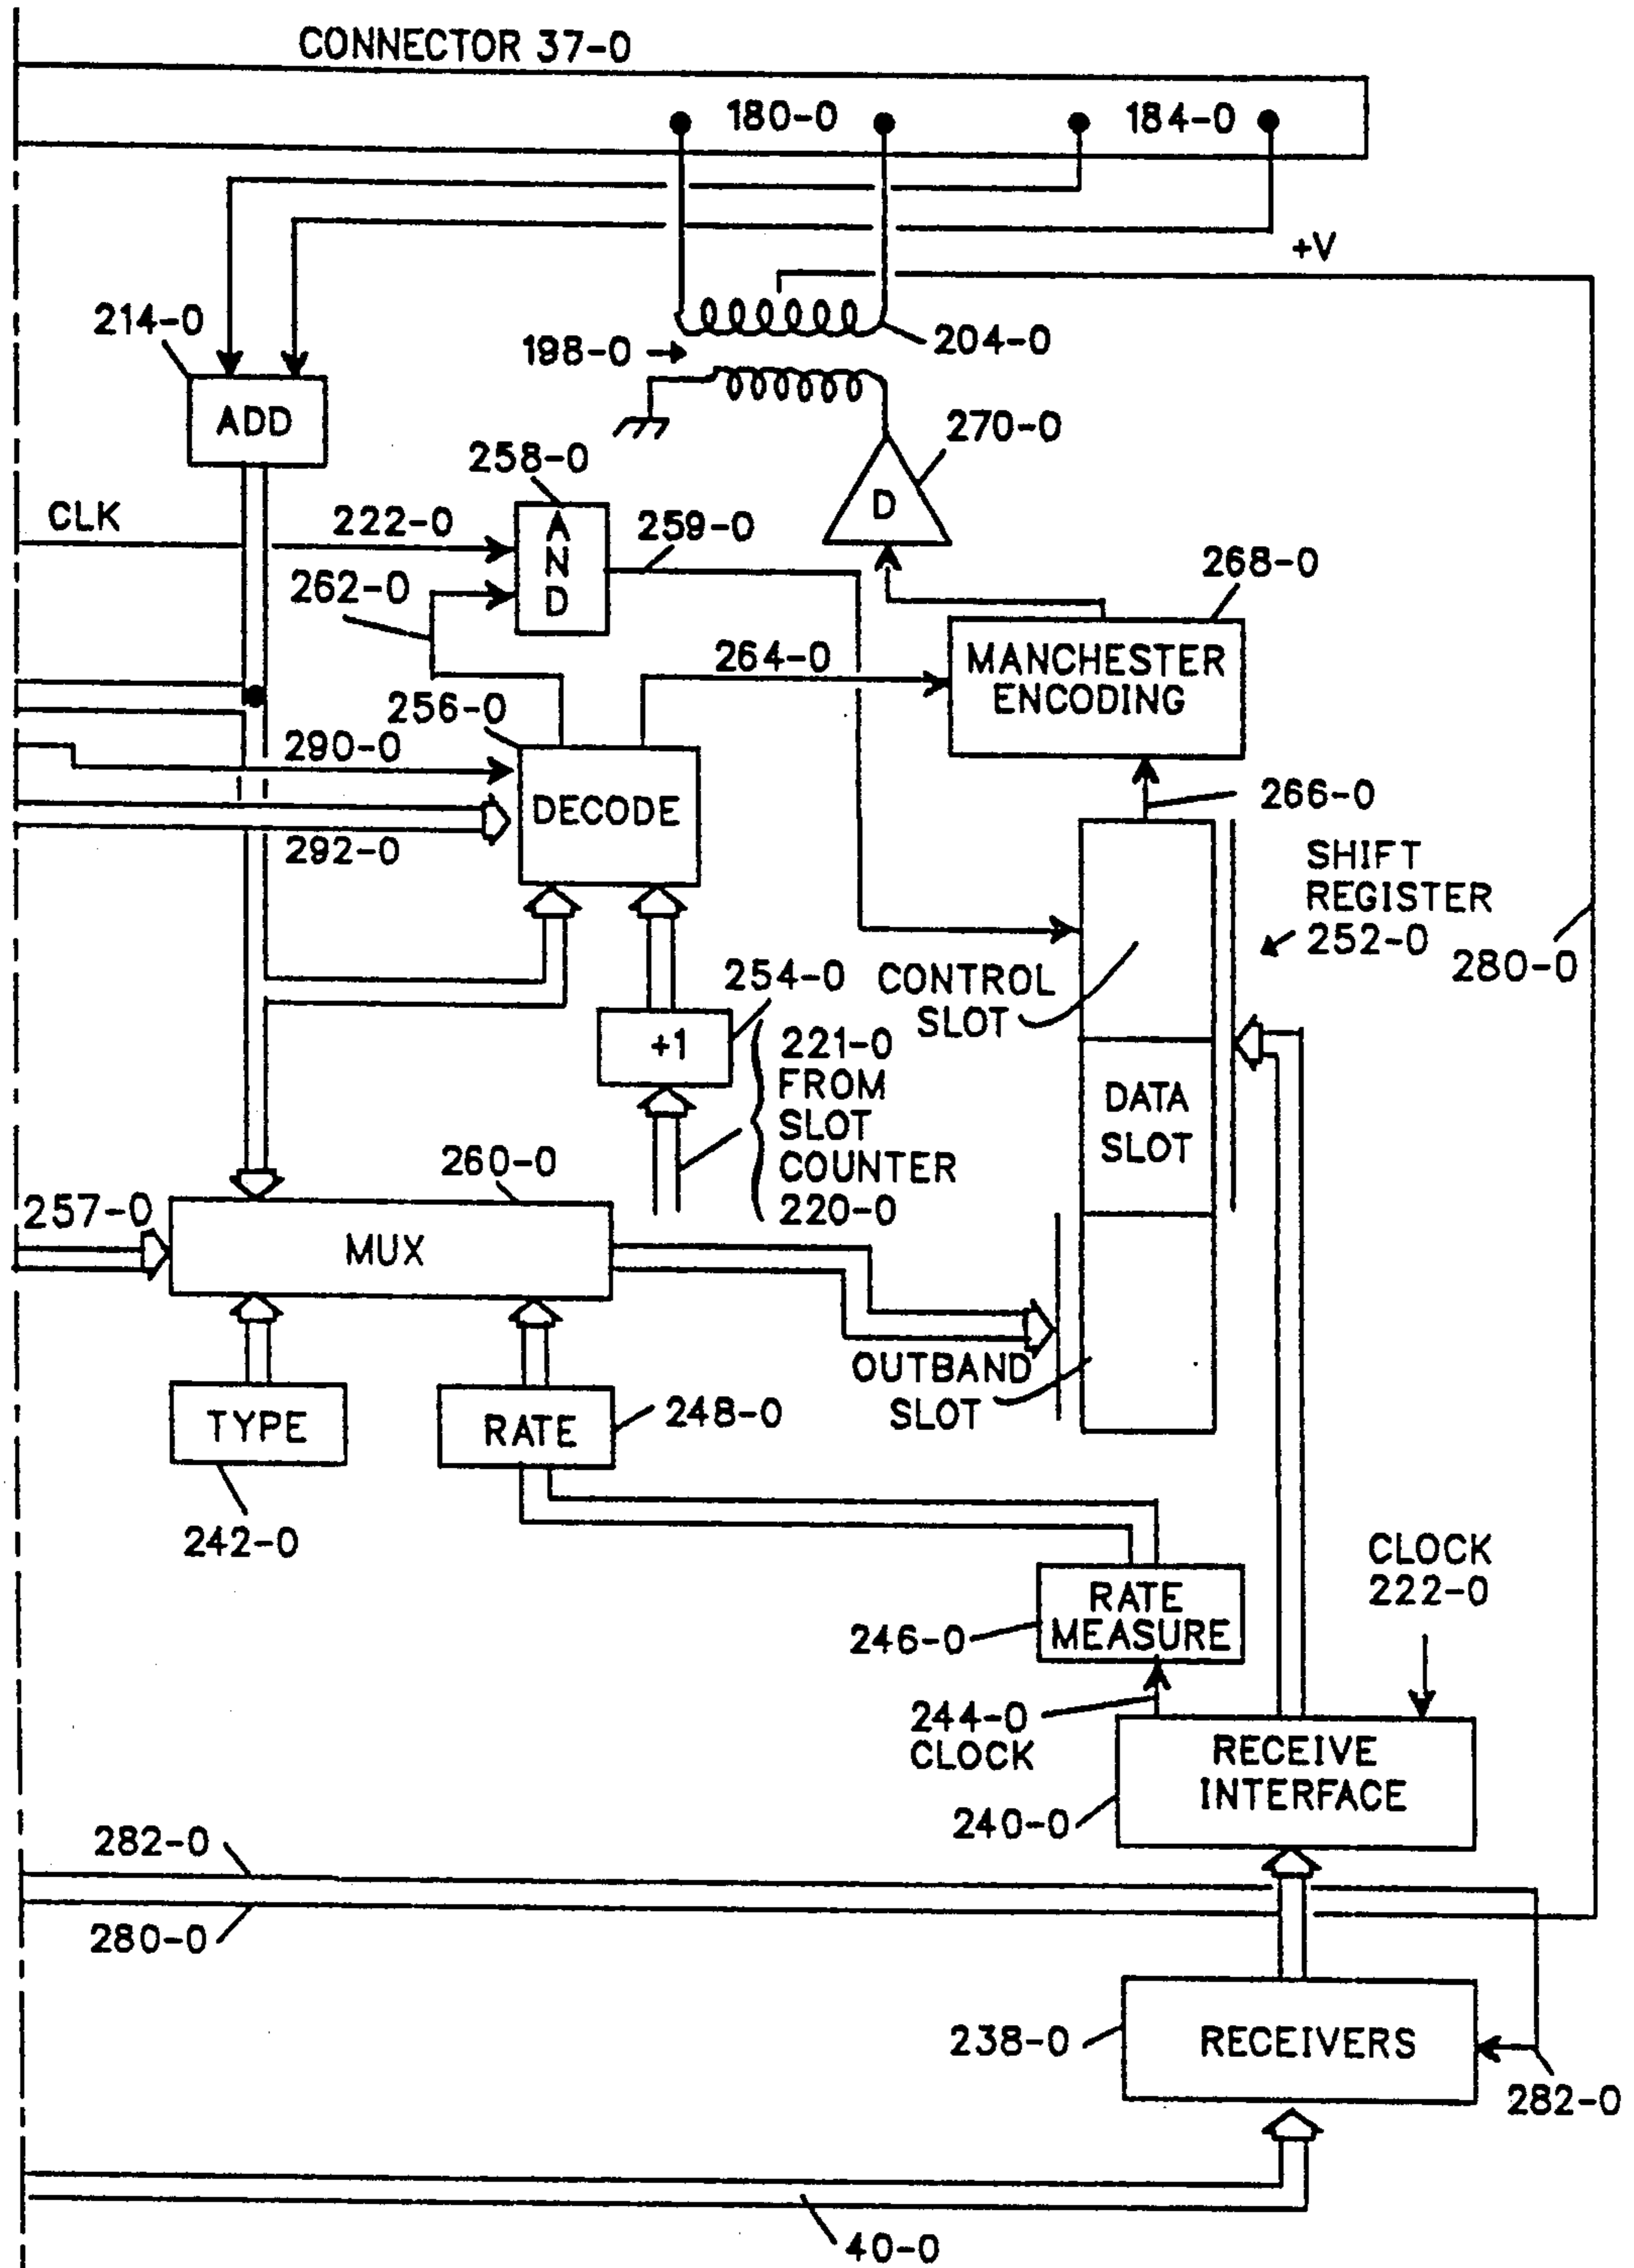 CONNECTOR 37-0
180-0
184-0
+V
214-0
198-0
204-0
ADD
270-0
258-0
D
CLK
222-0
A
N
D
259-0
262-0
268-0
264-0
MANCHESTER
ENCODING
256-0
290-0
DECODE
292-0
266-0
SHIFT
REGISTER
252-0
280-0
254-0
CONTROL
SLOT
+1
221-0
FROM
SLOT
COUNTER
220-0
DATA
SLOT
260-0
257-0
MUX
OUTBAND
SLOT
TYPE
RATE
248-0
242-0
CLOCK
222-0
RATE
MEASURE
246-0
244-0
CLOCK
RECEIVE
INTERFACE
240-0
282-0
280-0
238-0
RECEIVERS
282-0
40-0